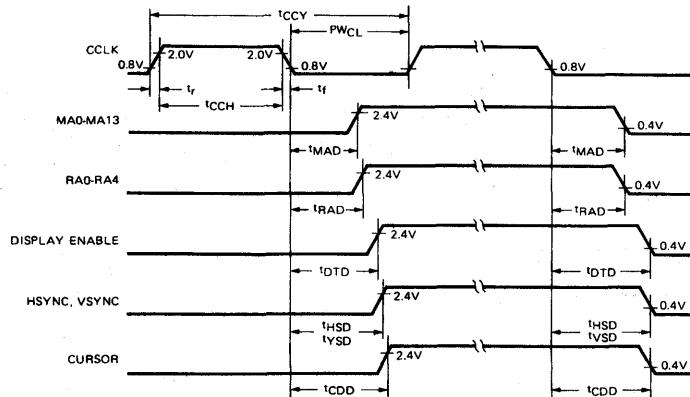 tCCY
PWCL
CCLK
0.8V 2.0V 2.0V 0.8V 0.8V
tr tf
tCCH
MA0-MA13 2.4V 0.4V
tMAD tMAD
RA0-RA4 2.4V 0.4V
tRAD tRAD
DISPLAY ENABLE 2.4V 0.4V
tDTD tDTD
HSYNC, VSYNC 2.4V 0.4V
tHSD tHSD
tYSD tVSD
CURSOR 2.4V 0.4V
tCDD tCDD